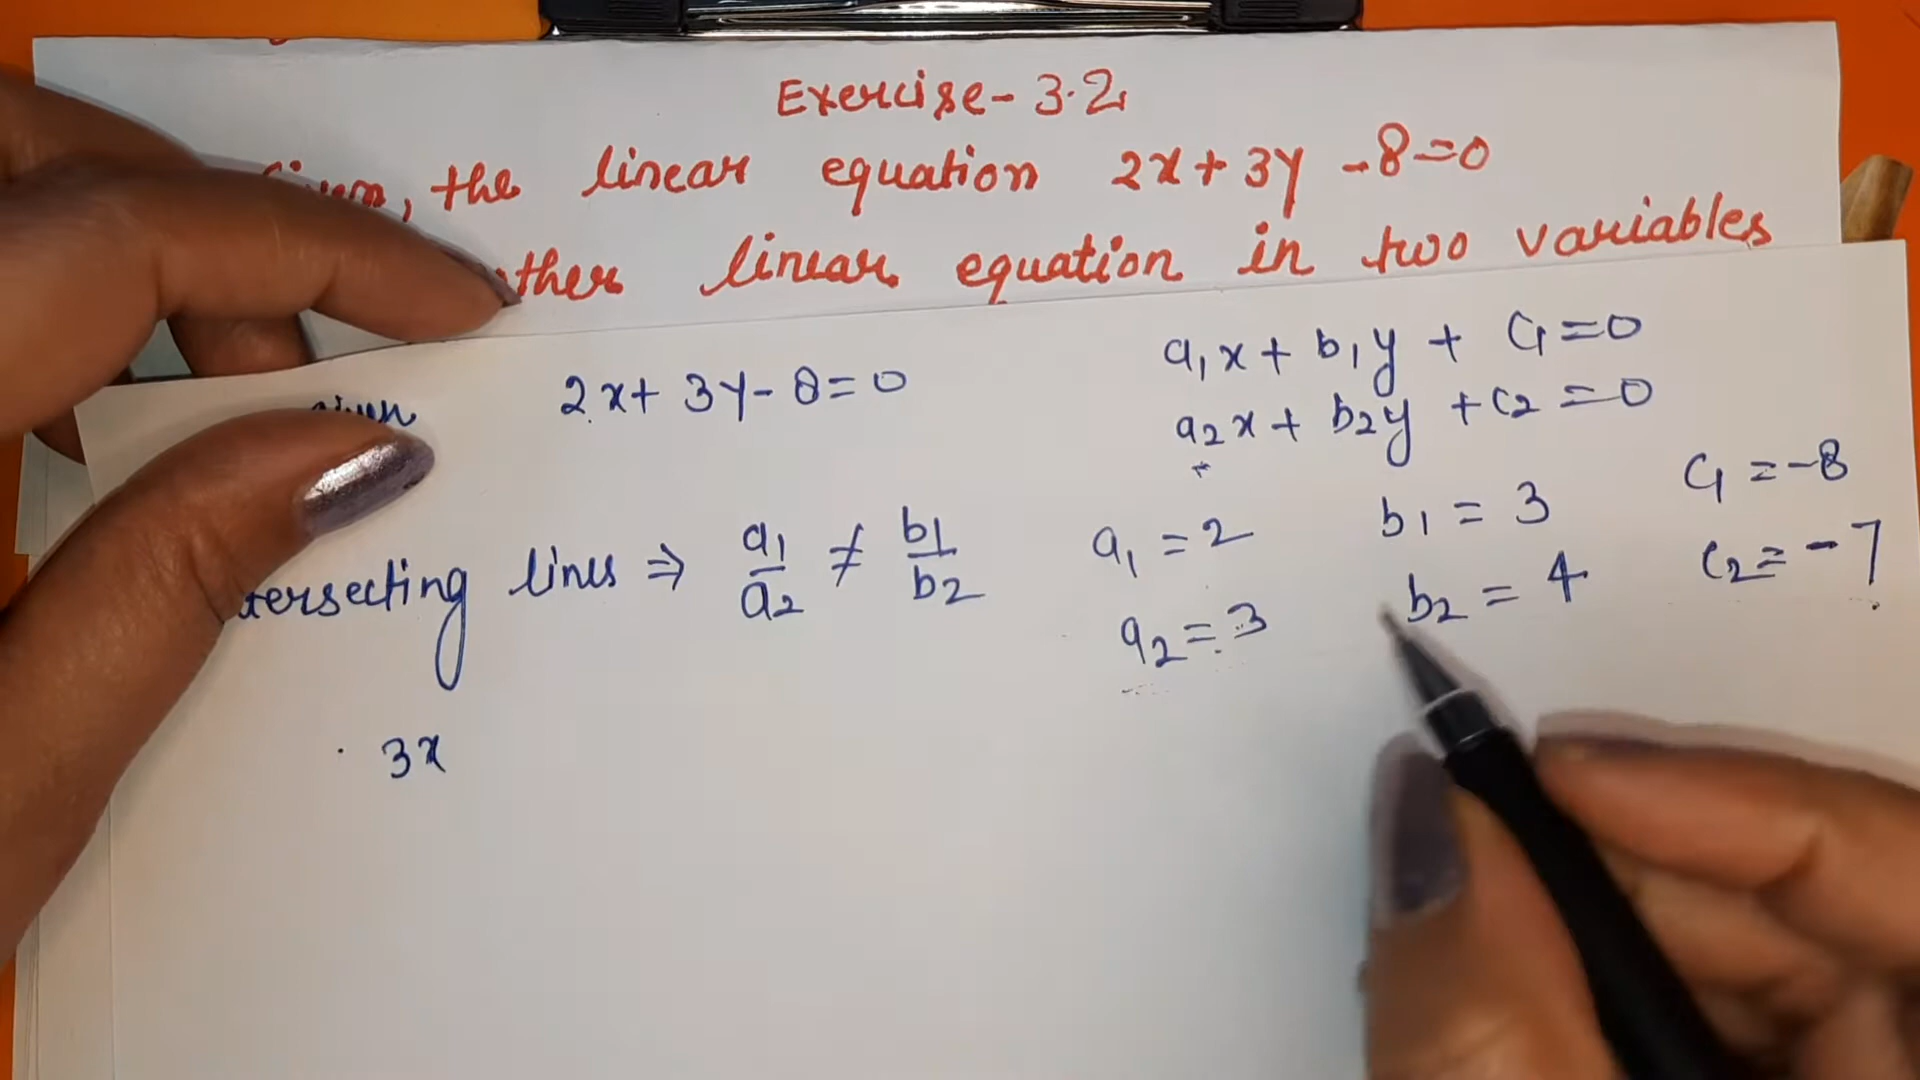 Exercise - 3.2
Given, the linear equation 2x + 3y - 8 = 0
linear equation in two variables
2x + 3y - 8 = 0
a₁x + b₁y + c₁ = 0
a₂x + b₂y + c₂ = 0
lines ⇒ a₁/a₂ ≠ b₁/b₂
a₁ = 2 b₁ = 3 c₁ = -8
a₂ = 3 b₂ = 4 c₂ = -7
3x